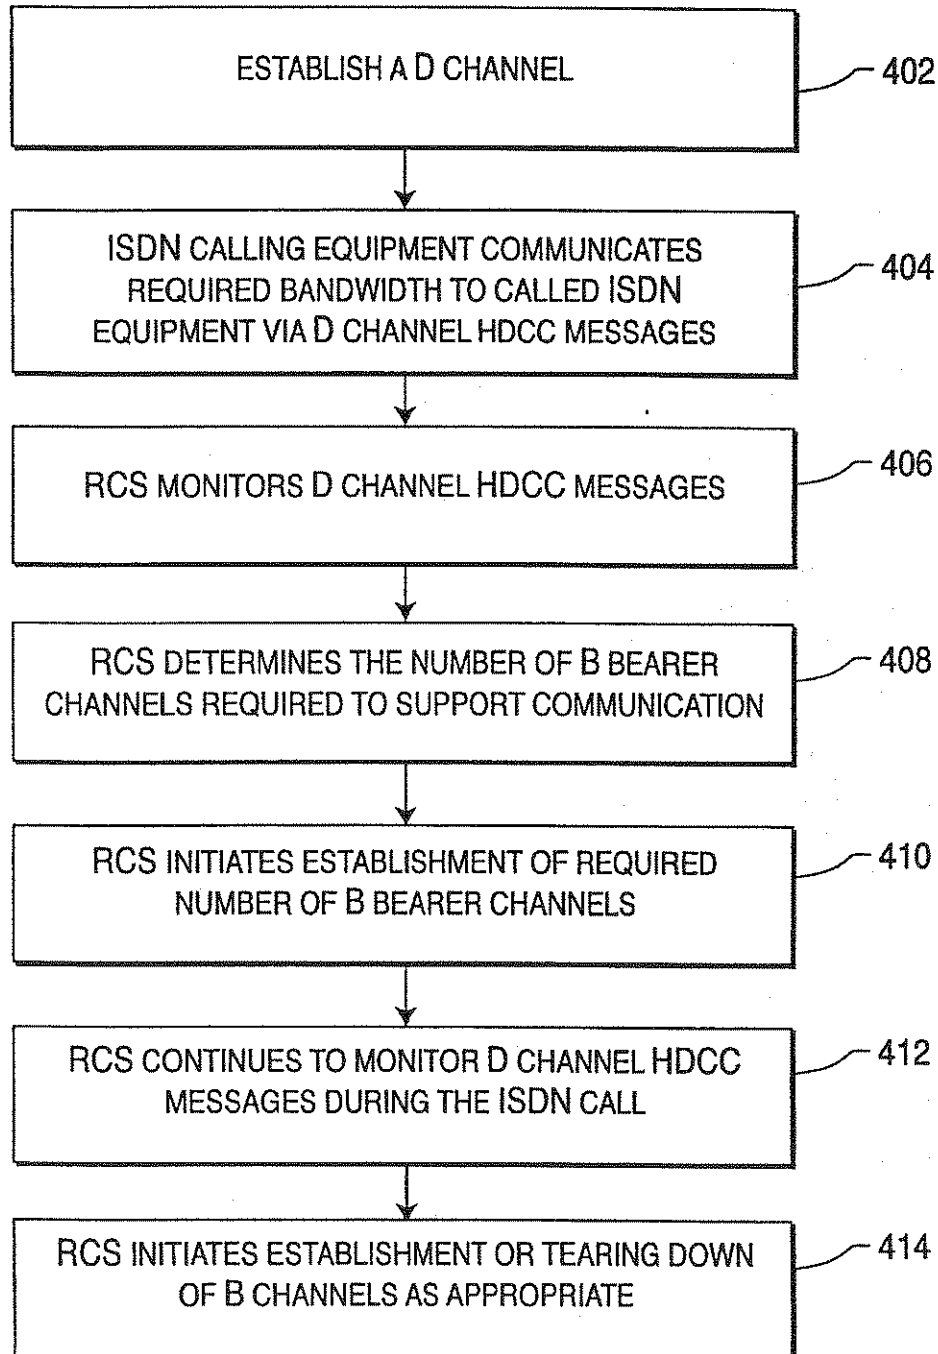 ESTABLISH A D CHANNEL
402
ISDN CALLING EQUIPMENT COMMUNICATES
REQUIRED BANDWIDTH TO CALLED ISDN
EQUIPMENT VIA D CHANNEL HDCC MESSAGES
404
RCS MONITORS D CHANNEL HDCC MESSAGES
406
RCS DETERMINES THE NUMBER OF B BEARER
CHANNELS REQUIRED TO SUPPORT COMMUNICATION
408
RCS INITIATES ESTABLISHMENT OF REQUIRED
NUMBER OF B BEARER CHANNELS
410
RCS CONTINUES TO MONITOR D CHANNEL HDCC
MESSAGES DURING THE ISDN CALL
412
RCS INITIATES ESTABLISHMENT OR TEARING DOWN
OF B CHANNELS AS APPROPRIATE
414